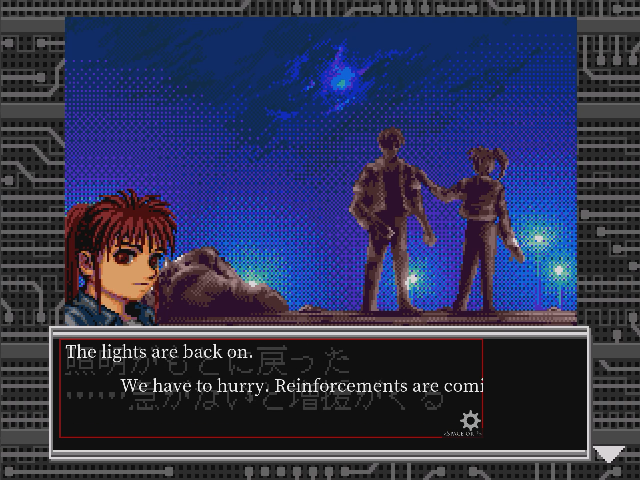 The lights are back on.
照明がもとに戻った
We have to hurry. Reinforcements are comi
……急がないと増援がくる